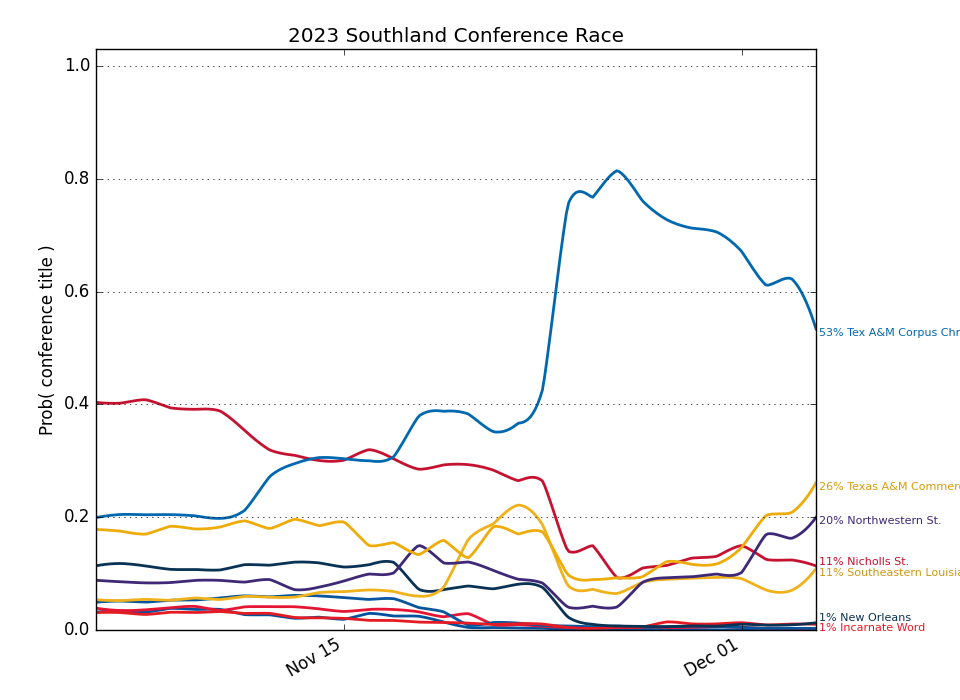 2023 Southland Conference Race
Prob( conference title )
1.0
0.8
0.6
0.4
0.2
0.0
Nov 15
Dec 01
53% Tex A&M Corpus Chr
26% Texas A&M Commerc
20% Northwestern St.
11% Nicholls St.
11% Southeastern Louisia
1% New Orleans
1% Incarnate Word